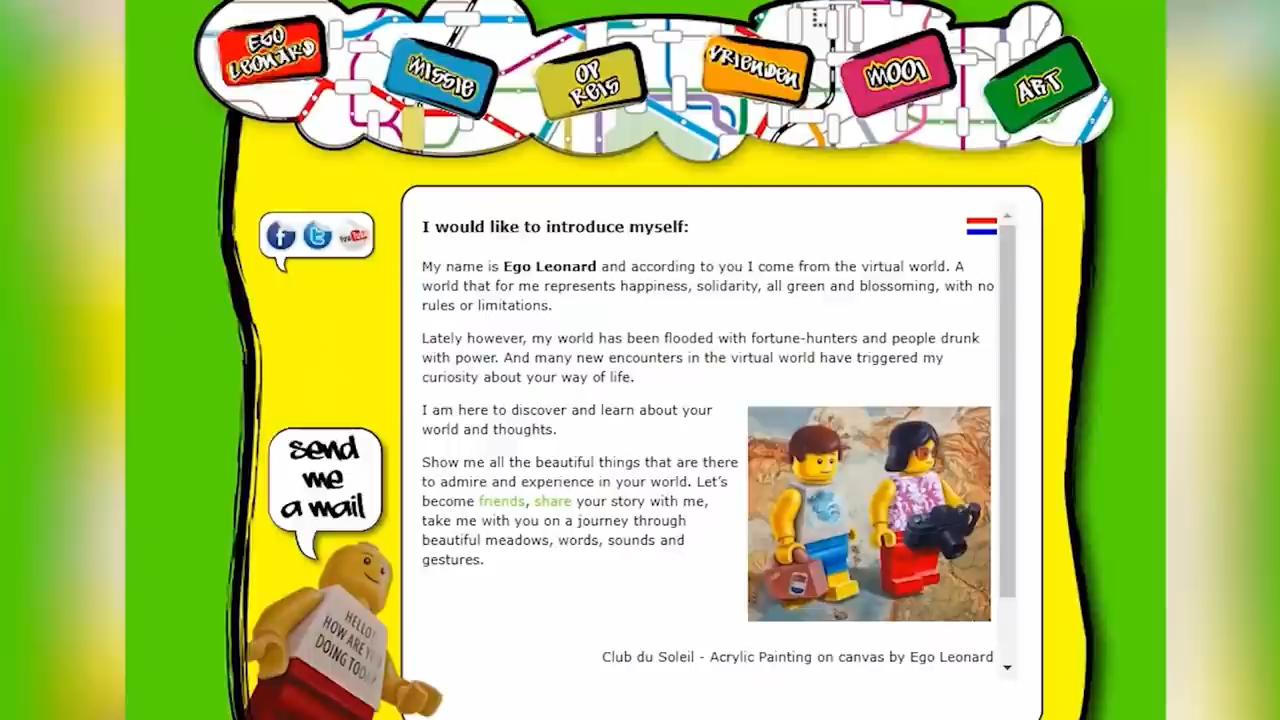 EGO
LEONARD
MISSIE
OP
REIS
VRIENDEN
MOOI
ART
I would like to introduce myself:
My name is Ego Leonard and according to you I come from the virtual world. A
world that for me represents happiness, solidarity, all green and blossoming, with no
rules or limitations.
Lately however, my world has been flooded with fortune-hunters and people drunk
with power. And many new encounters in the virtual world have triggered my
curiosity about your way of life.
I am here to discover and learn about your
world and thoughts.
Show me all the beautiful things that are there
to admire and experience in your world. Let's
become friends, share your story with me,
take me with you on a journey through
beautiful meadows, words, sounds and
gestures.
Club du Soleil - Acrylic Painting on canvas by Ego Leonard
f
t
You Tube
send
me
a mail
HELLO!
HOW ARE YOU
DOING TODAY?